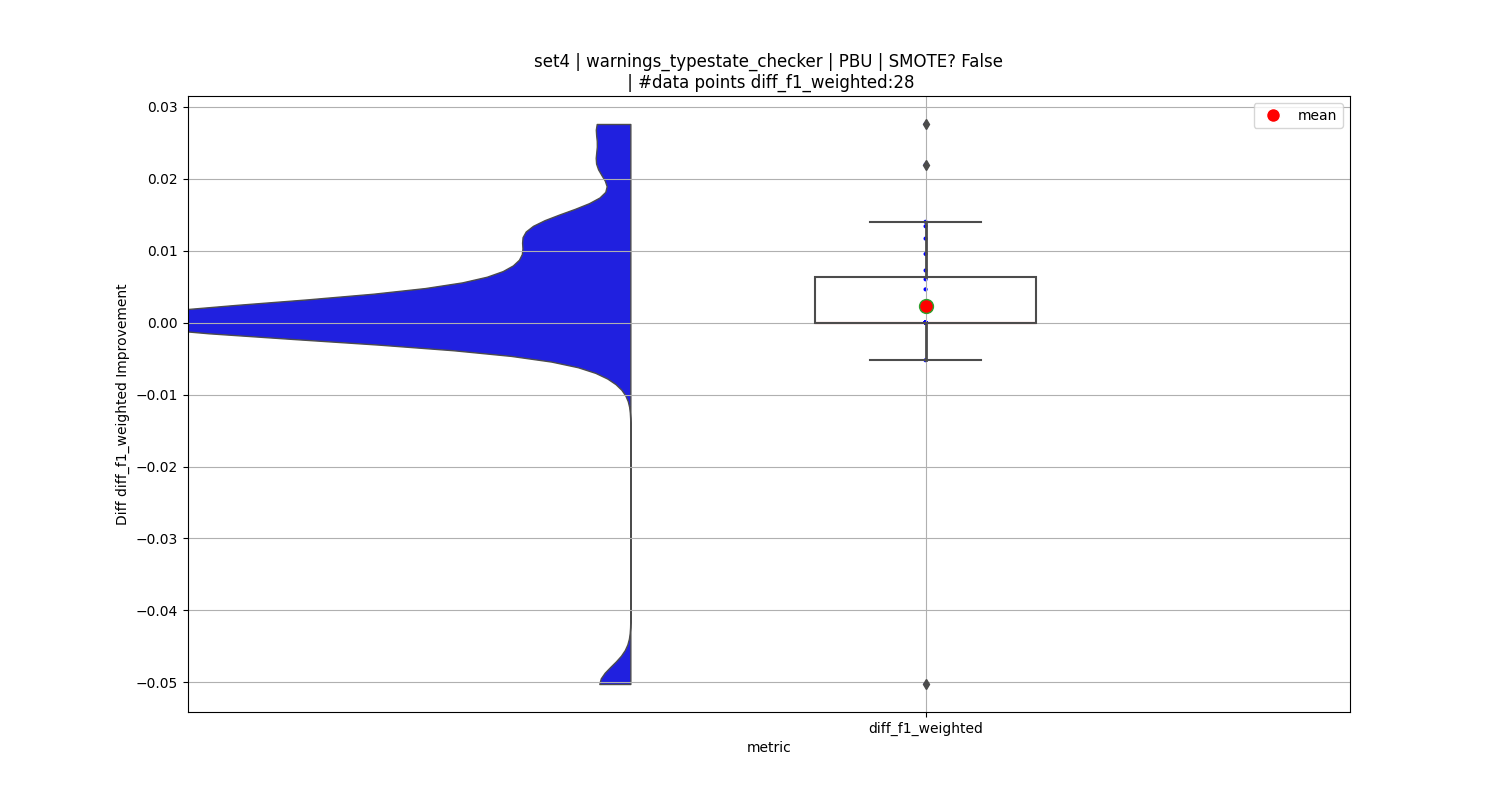 set4 | warnings_typestate_checker | PBU | SMOTE? False
| #data points diff_f1_weighted:28
mean
0.03
0.02
0.01
0.00
−0.01
−0.02
−0.03
−0.04
−0.05
Diff diff_f1_weighted Improvement
diff_f1_weighted
metric